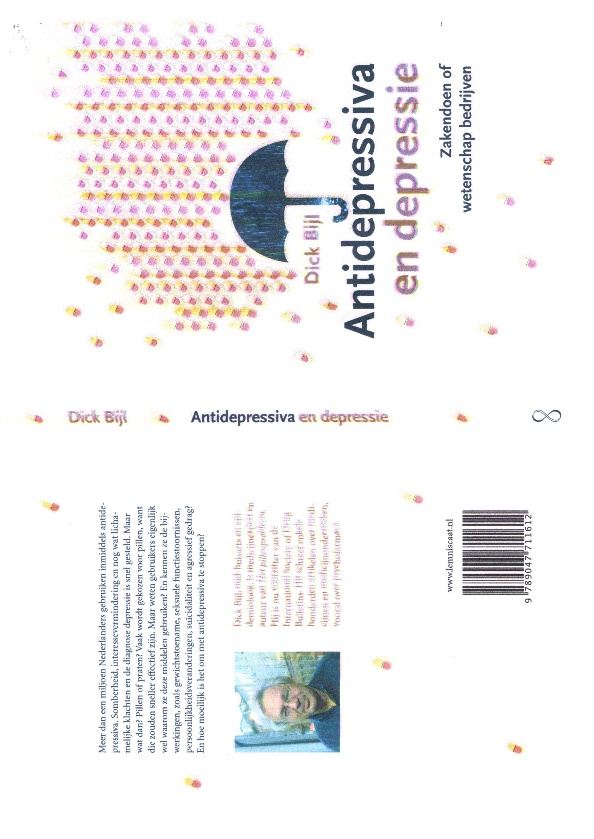 Dick Bijl
Antidepressiva
en depressie
Zakendoen of
wetenschap bedrijven
Dick Bijl
Antidepressiva en depressie
Meer dan een miljoen Nederlanders gebruiken inmiddels antide-
pressiva. Somberheid, interessevermindering en nog wat licha-
melijke klachten en de diagnose depressie is snel gesteld. Maar
wat dan? Pillen of praten? Vaak wordt gekozen voor pillen, want
die zouden sneller effectief zijn. Maar weten gebruikers eigenlijk
wel waarom ze deze middelen gebruiken? En kennen ze de bij-
werkingen, zoals gewichtstoename, seksuele functiestoornissen,
persoonlijkheidsveranderingen, suïcidaliteit en agressief gedrag?
En hoe moeilijk is het om met antidepressiva te stoppen?
Dick Bijl, oud-huisarts en epi-
demioloog, is medicijnexpert en
auteur van Het pillenprobleem.
Hij is nu voorzitter van de
International Society of Drug
Bulletins. Hij schreef enkele
honderden artikelen over medi-
cijnen en medicijnonderzoeken,
vooral over psychofarmaca.
www.lemniscaat.nl
9 789047 711612